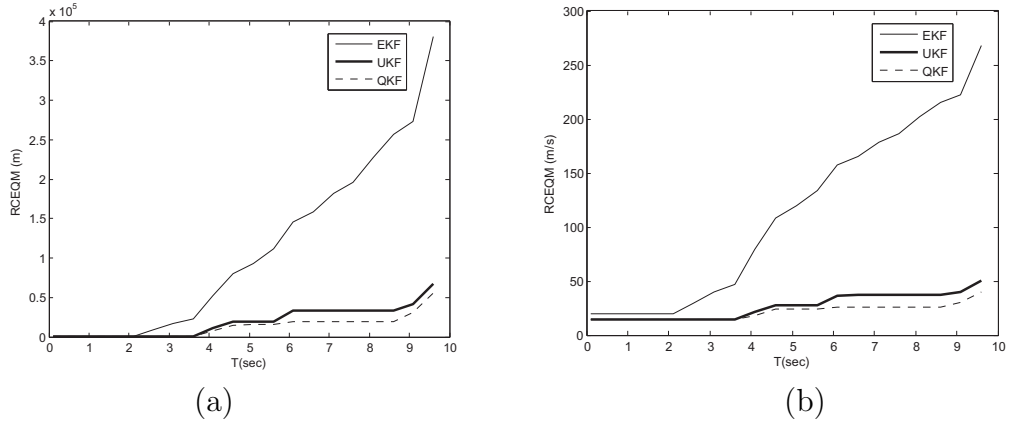 x 10⁵
4
3.5
3
2.5
2
1.5
1
0.5
0
RCEQM (m)
EKF
UKF
QKF
0 1 2 3 4 5 6 7 8 9 10
T(sec)
(a)
300
250
200
150
100
50
0
RCEQM (m/s)
EKF
UKF
QKF
0 1 2 3 4 5 6 7 8 9 10
T(sec)
(b)